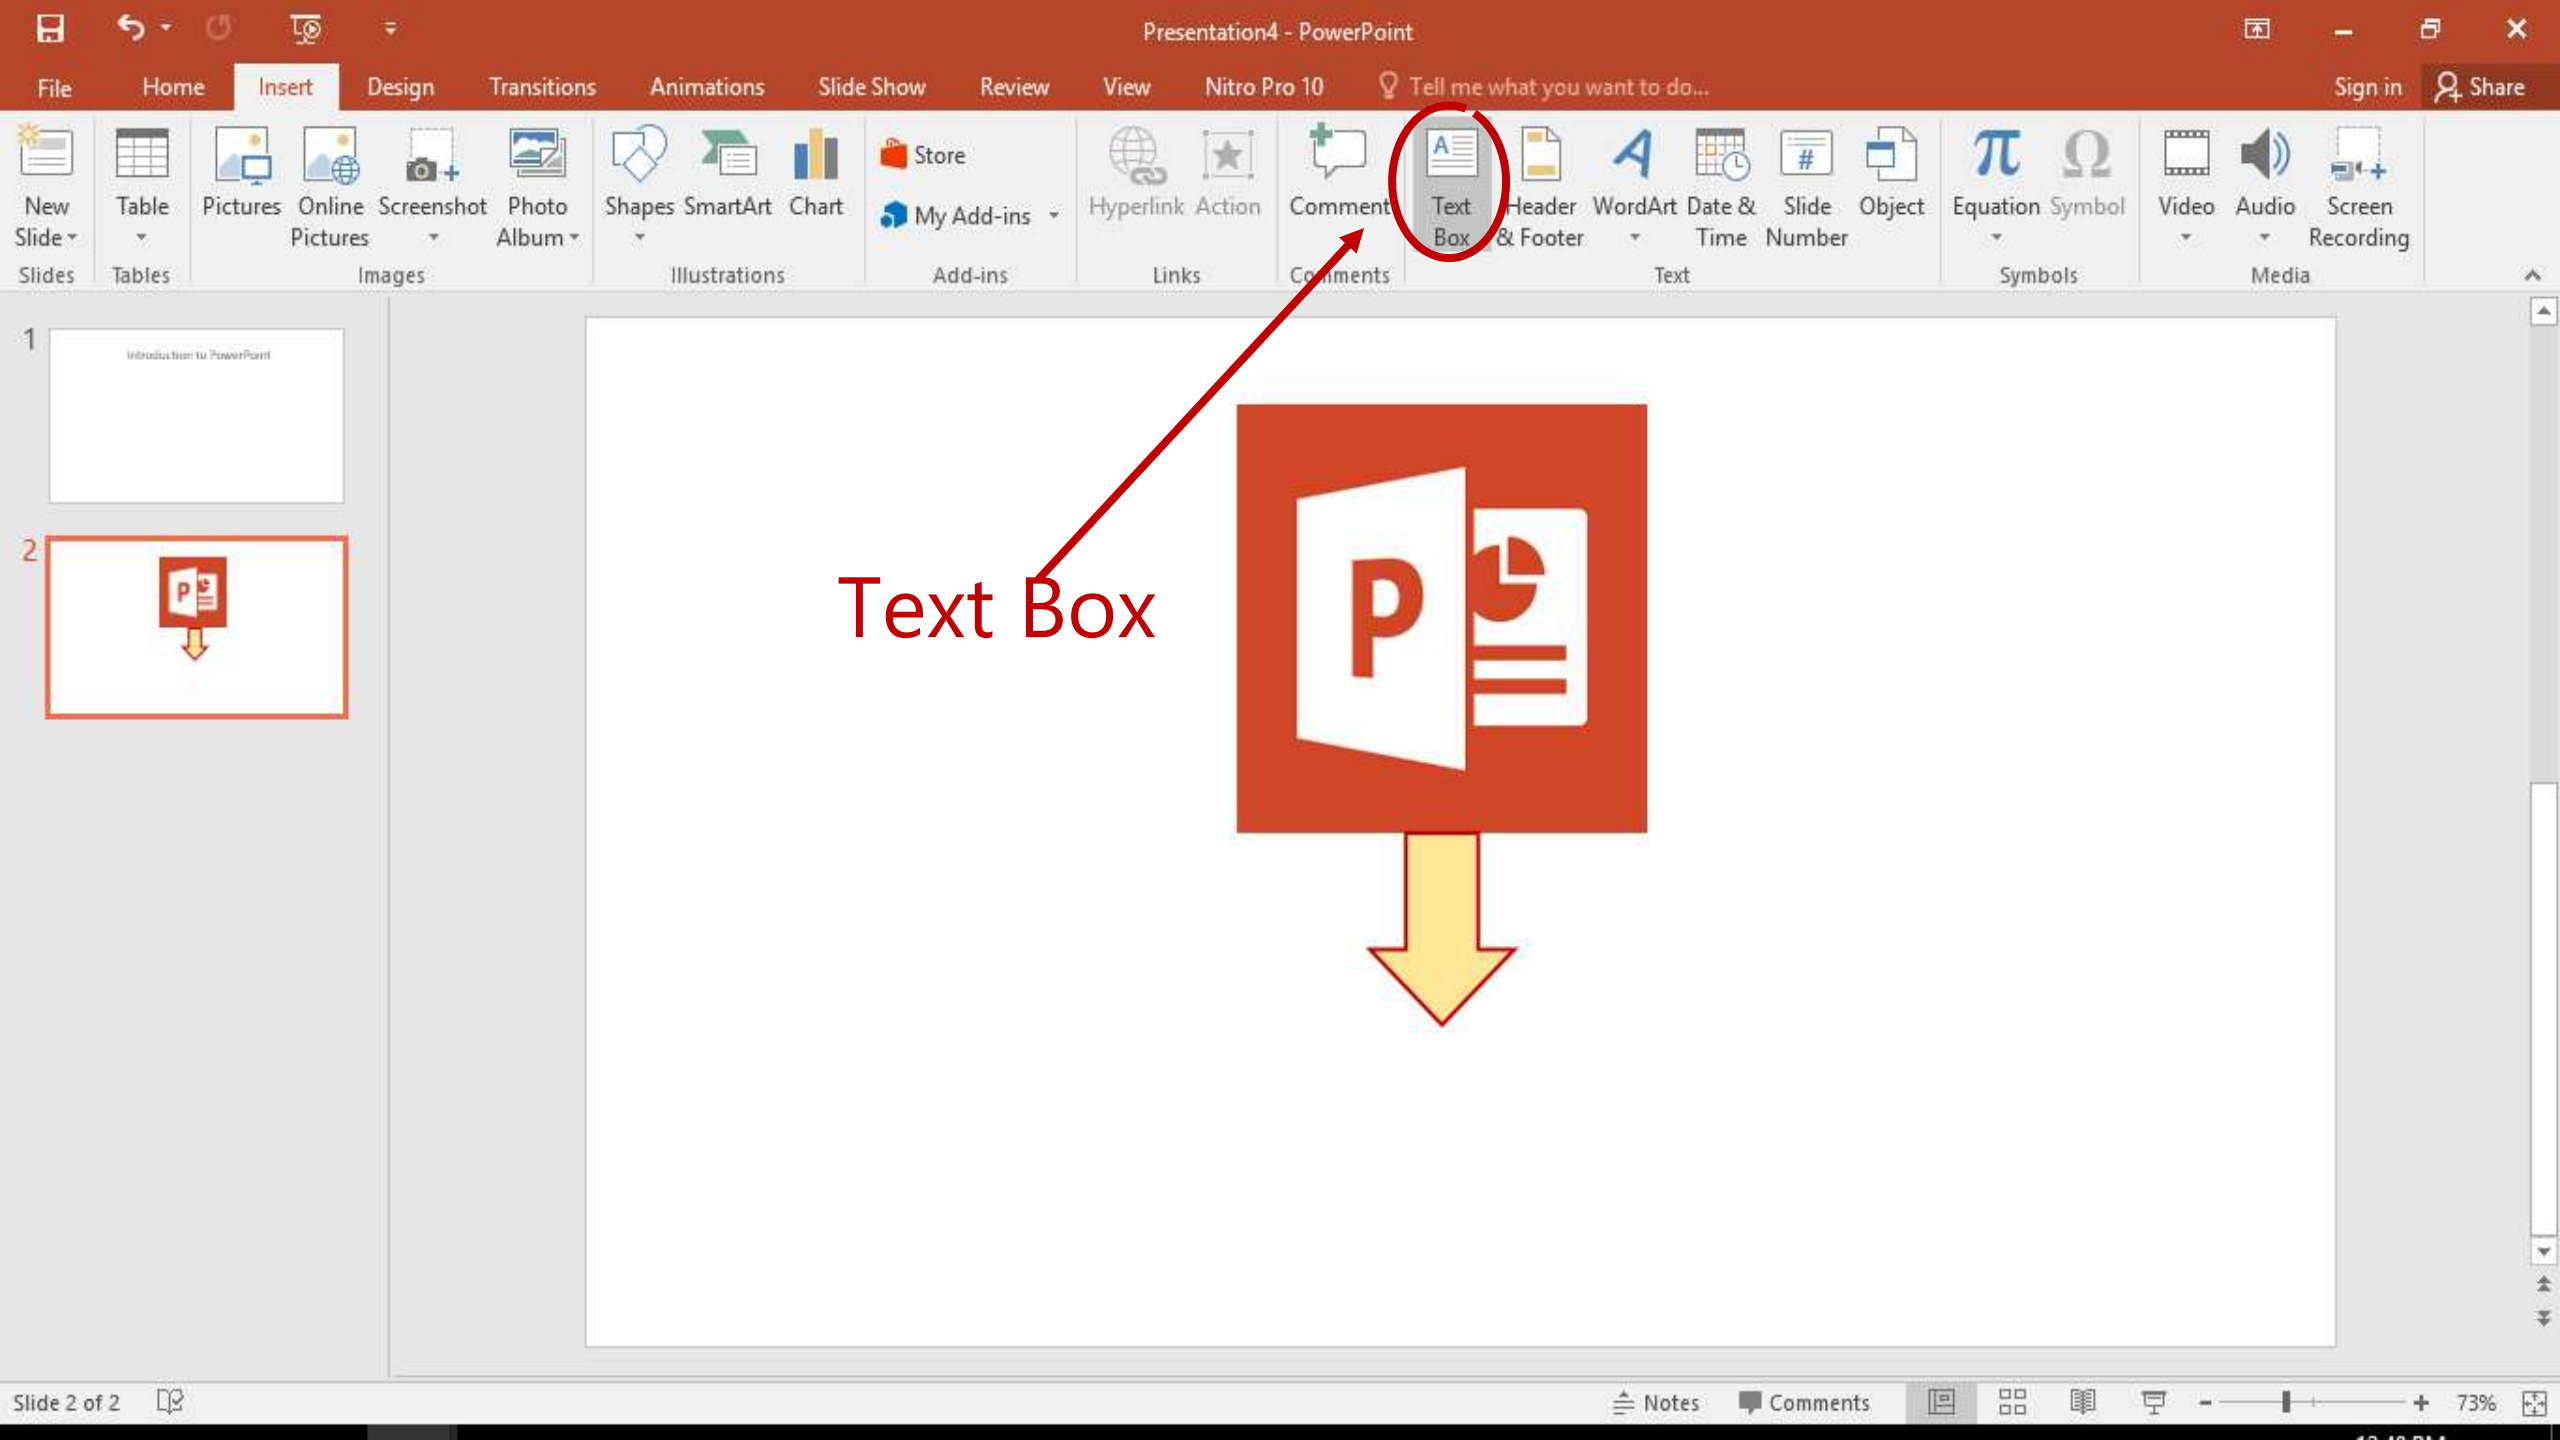 Presentation4 - PowerPoint
File Home Insert Design Transitions Animations Slide Show Review View Nitro Pro 10 Tell me what you want to do... Sign in Share
New Slide
Table
Pictures
Online Pictures
Screenshot
Photo Album
Shapes
SmartArt
Chart
Store
My Add-ins
Hyperlink
Action
Comment
Text Box
Header & Footer
WordArt
Date & Time
Slide Number
Object
Equation
Symbol
Video
Audio
Screen Recording
Slides Tables Images Illustrations Add-ins Links Comments Text Symbols Media
1
Introduction to PowerPoint
2
P
Text Box
P
Slide 2 of 2 Notes Comments 73%